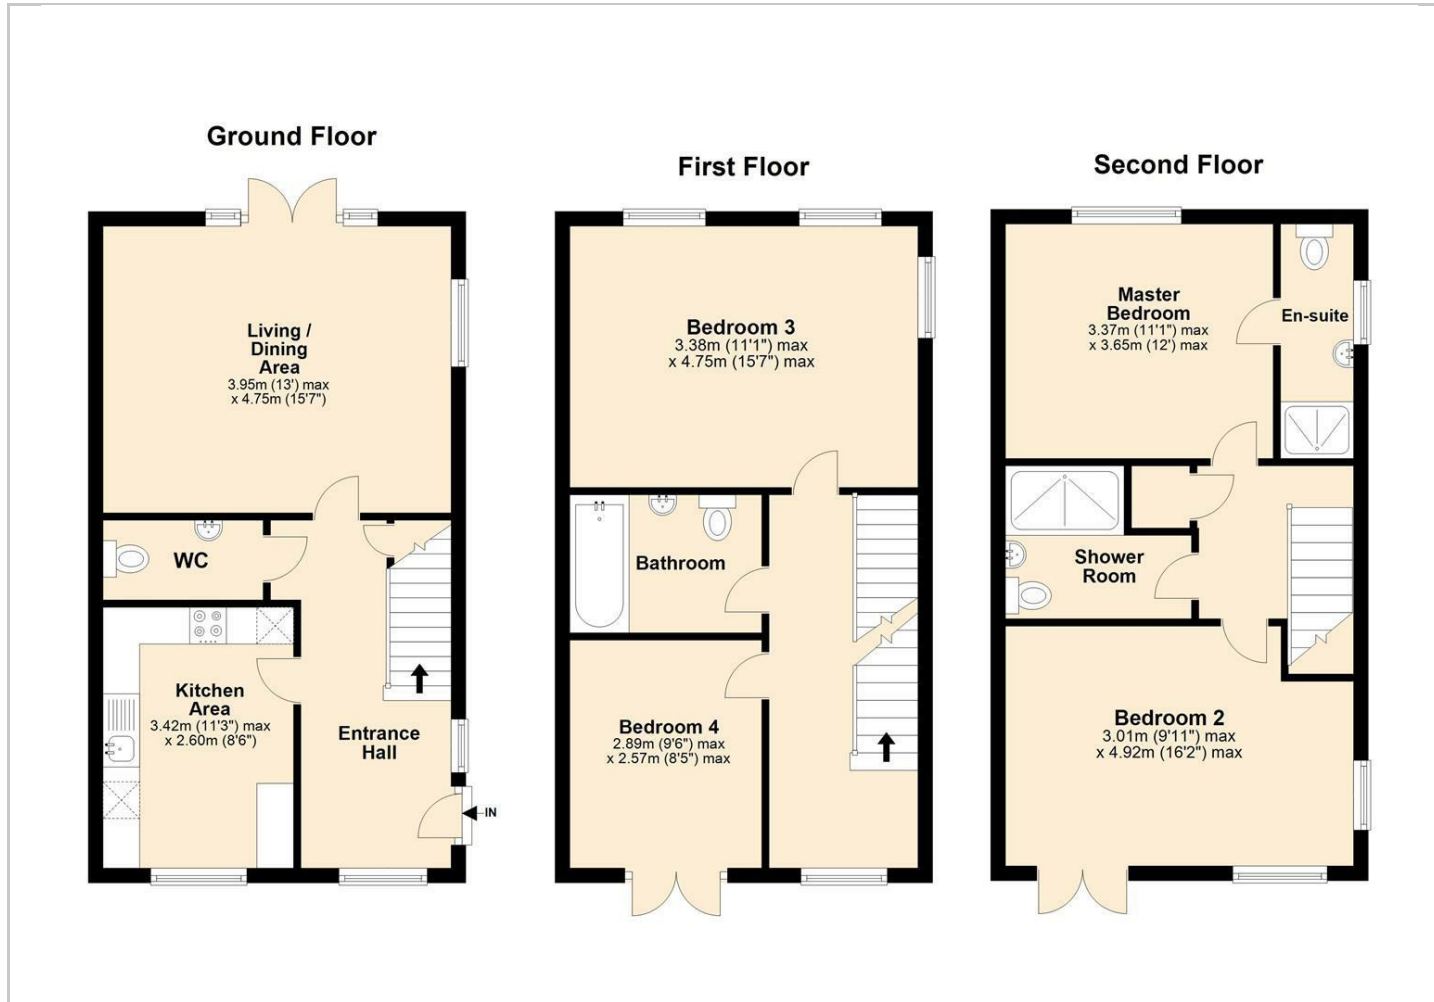 Ground Floor
Living /
Dining
Area
3.95m (13') max
x 4.75m (15'7")
WC
Kitchen
Area
3.42m (11'3") max
x 2.60m (8'6")
Entrance
Hall
IN
First Floor
Bedroom 3
3.38m (11'1") max
x 4.75m (15'7") max
Bathroom
Bedroom 4
2.89m (9'6") max
x 2.57m (8'5") max
Second Floor
Master
Bedroom
3.37m (11'1") max
x 3.65m (12') max
En-suite
Shower
Room
Bedroom 2
3.01m (9'11") max
x 4.92m (16'2") max